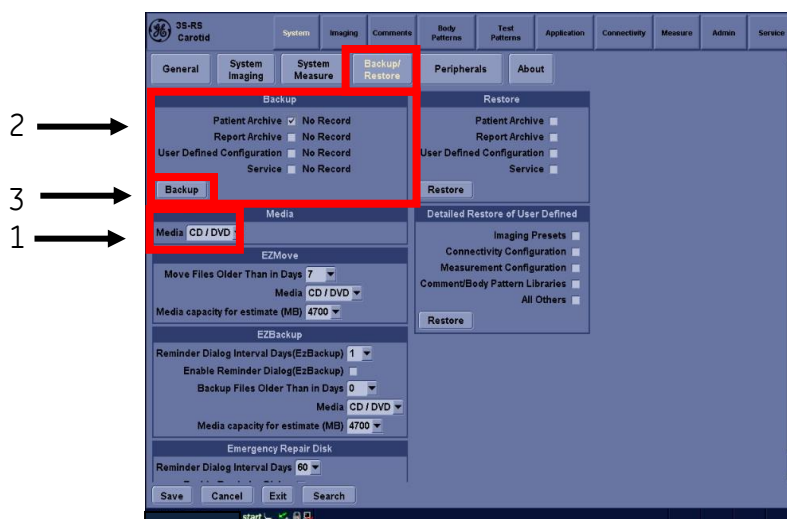 3S-RS
Carotid
System Imaging Comments Body Patterns Test Patterns Application Connectivity Measure Admin Service
General System Imaging System Measure Backup/Restore Peripherals About
Backup
Patient Archive No Record
Report Archive No Record
User Defined Configuration No Record
Service No Record
Backup
Restore
Patient Archive
Report Archive
User Defined Configuration
Service
Restore
2
3
1
Media
Media CD / DVD
EZMove
Move Files Older Than in Days 7
Media CD / DVD
Media capacity for estimate (MB) 4700
EZBackup
Reminder Dialog Interval Days(EzBackup) 1
Enable Reminder Dialog(EzBackup)
Backup Files Older Than in Days 0
Media CD / DVD
Media capacity for estimate (MB) 4700
Emergency Repair Disk
Reminder Dialog Interval Days 60
Detailed Restore of User Defined
Imaging Presets
Connectivity Configuration
Measurement Configuration
Comment/Body Pattern Libraries
All Others
Restore
Save Cancel Exit Search
start